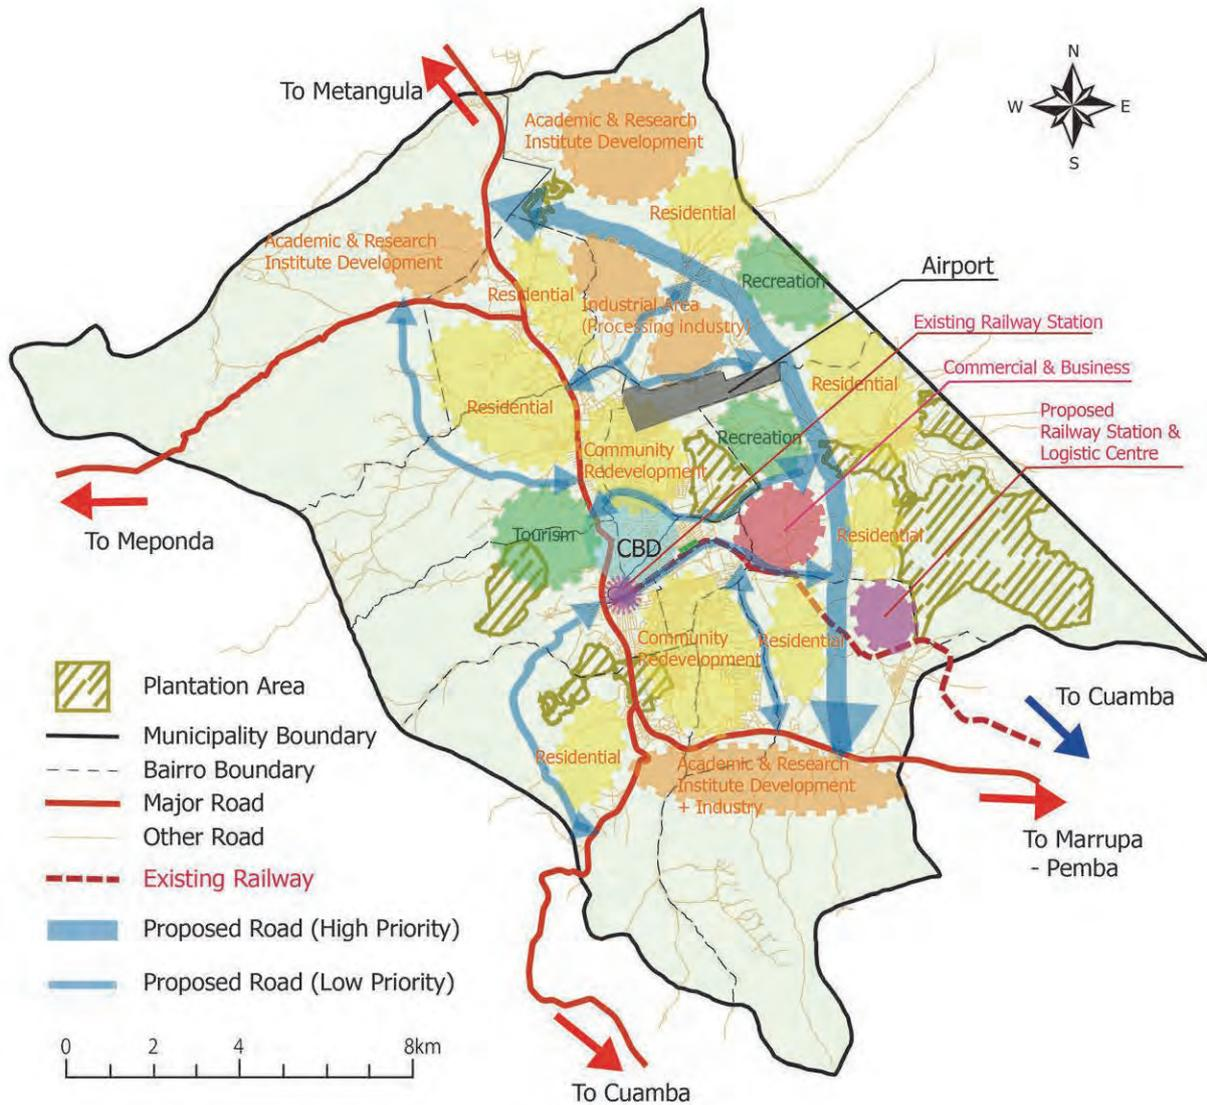 N
W
E
S
To Metangula
Academic & Research
Institute Development
Residential
Academic & Research
Institute Development
Residential
Recreation
Airport
Industrial Area
(Processing industry)
Existing Railway Station
Commercial & Business
Residential
Residential
Proposed
Railway Station &
Logistic Centre
Recreation
Community
Redevelopment
To Meponda
Tourism
CBD
Residential
Community
Redevelopment
Residential
To Cuamba
Residential
Academic & Research
Institute Development
+ Industry
To Marrupa
- Pemba
To Cuamba
Plantation Area
Municipality Boundary
Bairro Boundary
Major Road
Other Road
Existing Railway
Proposed Road (High Priority)
Proposed Road (Low Priority)
0 2 4 8km